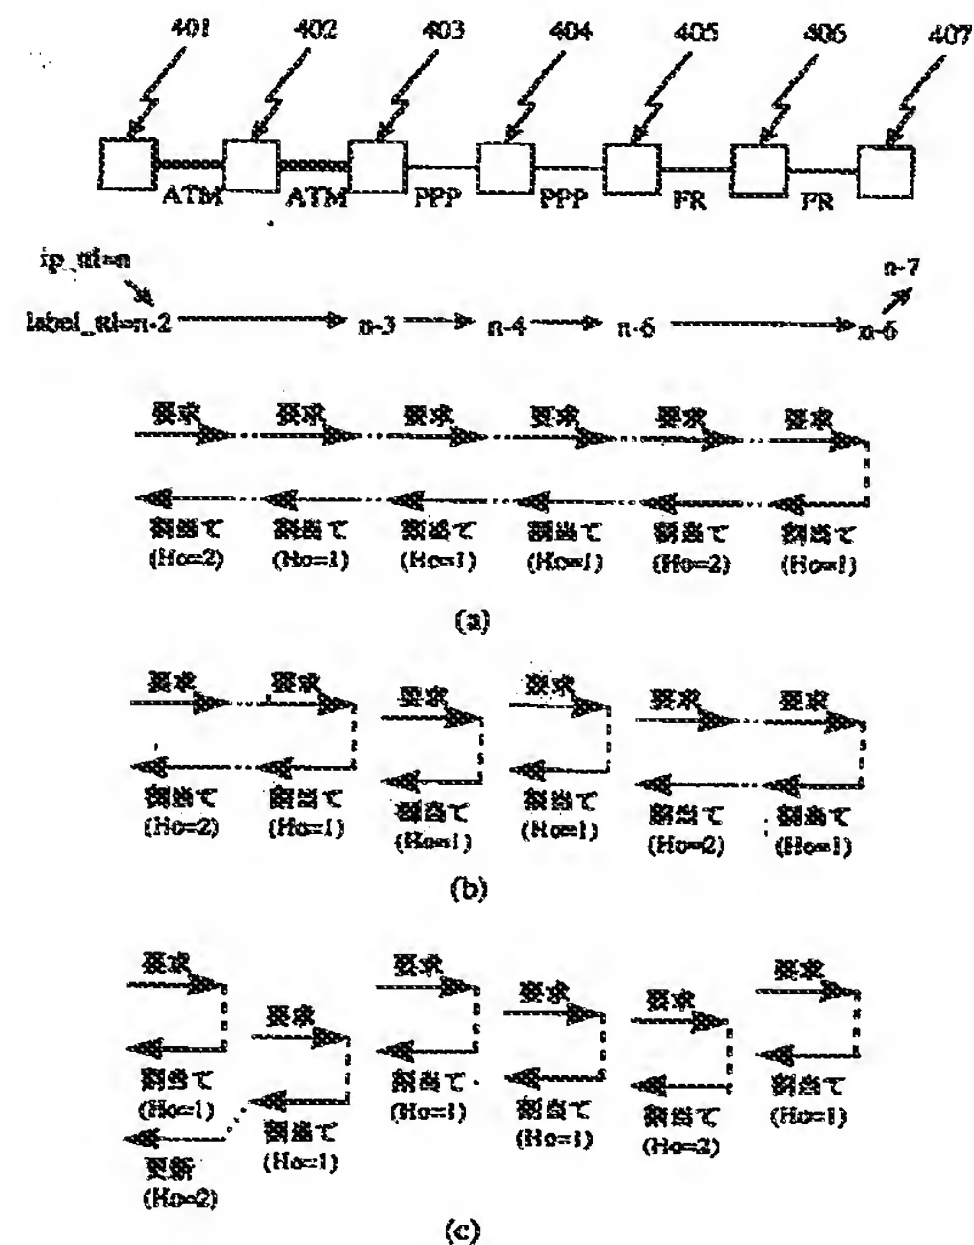 401 402 403 404 405 406 407
ATM ATM PPP PPP FR FR
ip_ttl=n
n-7
label_ttl=n-2 n-3 n-4 n-5 n-6
要求 要求 要求 要求 要求 要求
割当て 割当て 割当て 割当て 割当て 割当て
(Ho=2) (Ho=1) (Ho=1) (Ho=1) (Ho=2) (Ho=1)
(a)
要求 要求 要求 要求 要求 要求
割当て 割当て 割当て 割当て 割当て 割当て
(Ho=2) (Ho=1) (Ho=1) (Ho=1) (Ho=2) (Ho=1)
(b)
要求 要求 要求 要求 要求 要求
割当て 割当て 割当て 割当て 割当て 割当て
(Ho=1) (Ho=1) (Ho=1) (Ho=1) (Ho=2) (Ho=1)
更新
(Ho=2)
(c)